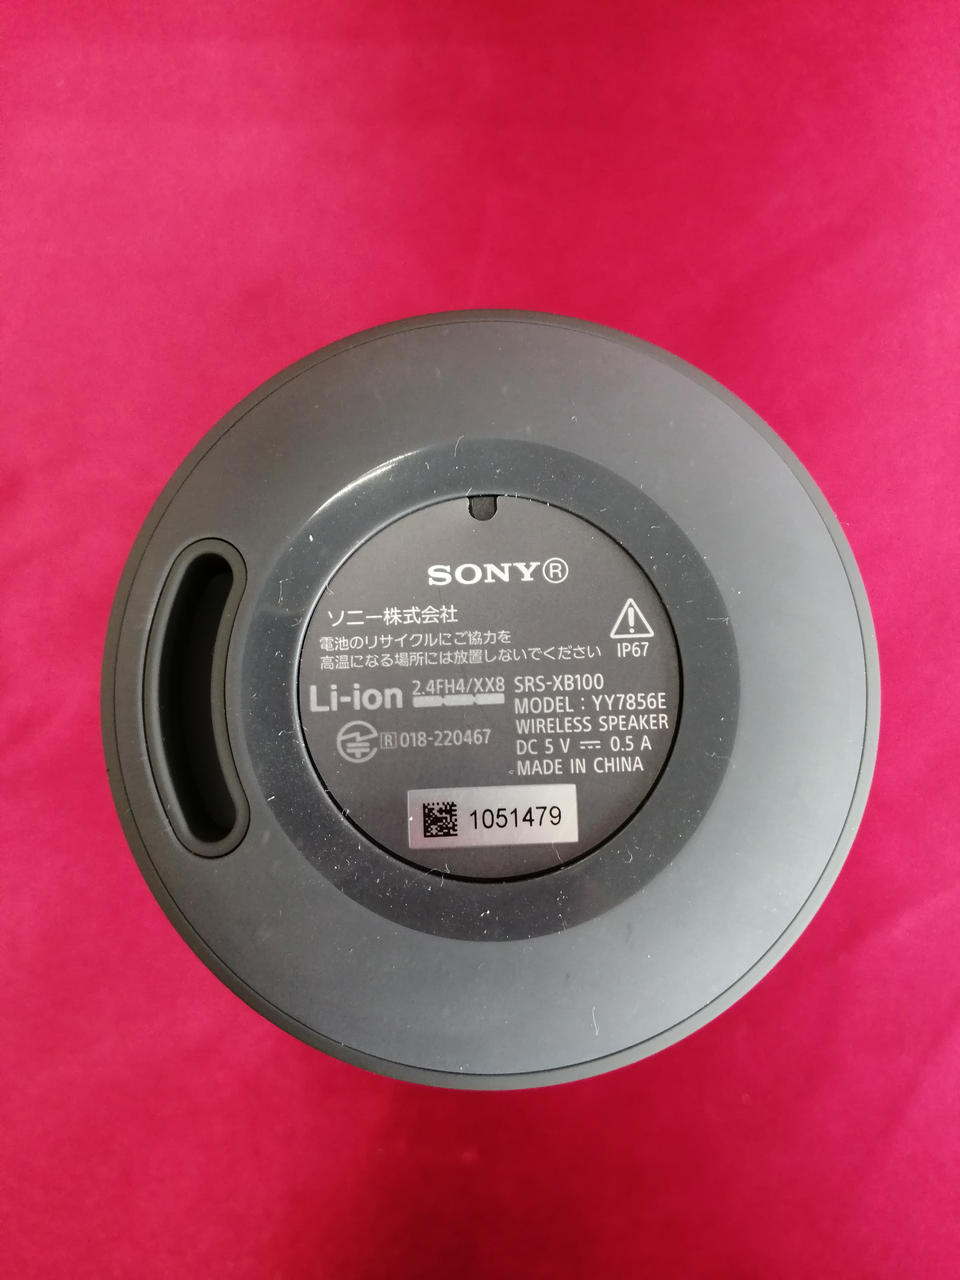 SONY®
ソニー株式会社
電池のリサイクルにご協力を
高温になる場所には放置しないでください
IP67
Li-ion 2.4FH4/XX8
R 018-220467
SRS-XB100
MODEL : YY7856E
WIRELESS SPEAKER
DC 5 V ⎓ 0.5 A
MADE IN CHINA
1051479